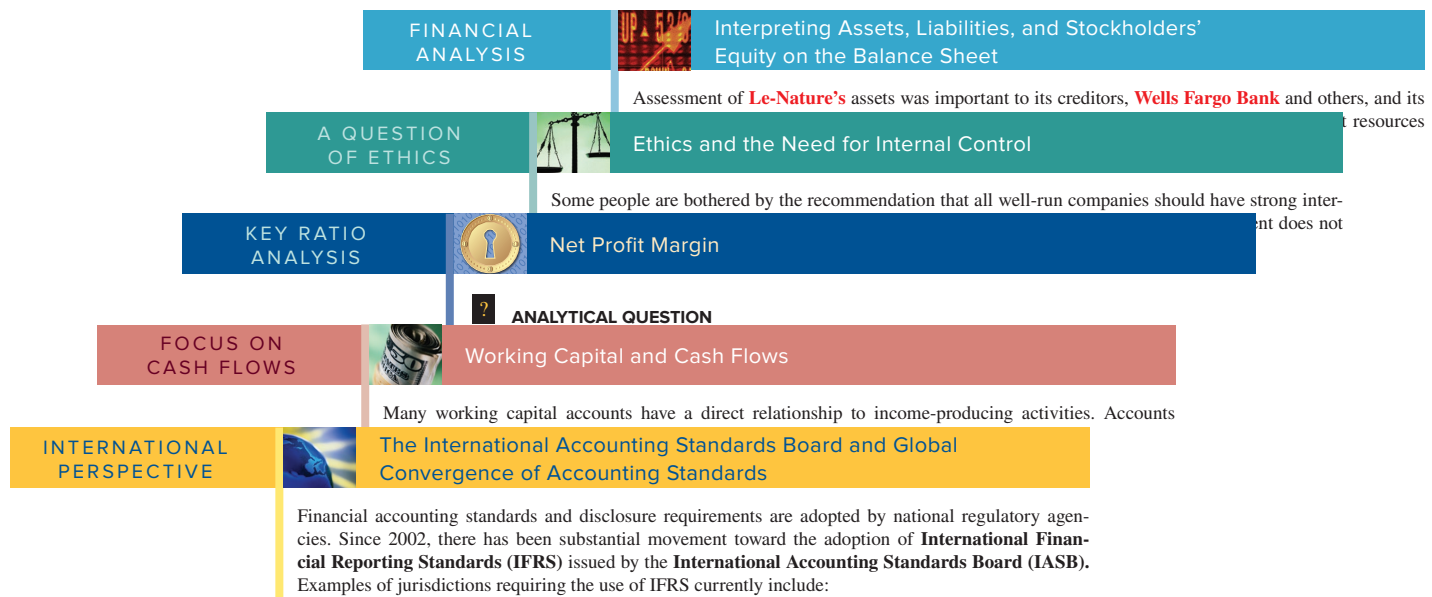 FINANCIAL
ANALYSIS
Interpreting Assets, Liabilities, and Stockholders’
Equity on the Balance Sheet
Assessment of Le-Nature’s assets was important to its creditors, Wells Fargo Bank and others, and its
resources
A QUESTION
OF ETHICS
Ethics and the Need for Internal Control
Some people are bothered by the recommendation that all well-run companies should have strong inter-
does not
KEY RATIO
ANALYSIS
Net Profit Margin
?
ANALYTICAL QUESTION
FOCUS ON
CASH FLOWS
Working Capital and Cash Flows
Many working capital accounts have a direct relationship to income-producing activities. Accounts
INTERNATIONAL
PERSPECTIVE
The International Accounting Standards Board and Global
Convergence of Accounting Standards
Financial accounting standards and disclosure requirements are adopted by national regulatory agen-
cies. Since 2002, there has been substantial movement toward the adoption of International Finan-
cial Reporting Standards (IFRS) issued by the International Accounting Standards Board (IASB).
Examples of jurisdictions requiring the use of IFRS currently include: